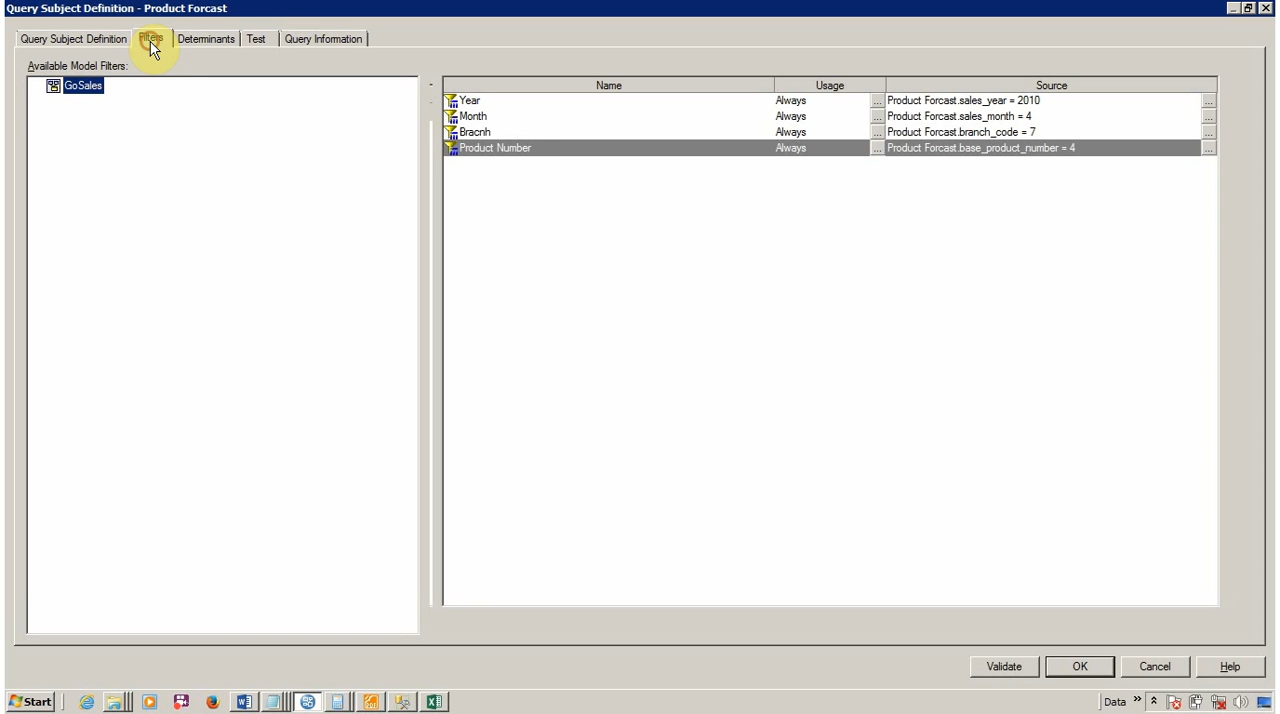 Query Subject Definition - Product Forcast
Query Subject Definition
Filters
Determinants
Test
Query Information
Available Model Filters:
GoSales
Name Usage Source
Year Always ... Product Forcast.sales_year = 2010 ...
Month Always ... Product Forcast.sales_month = 4 ...
Bracnh Always ... Product Forcast.branch_code = 7 ...
Product Number Always ... Product Forcast.base_product_number = 4 ...
Validate OK Cancel Help
Start Data